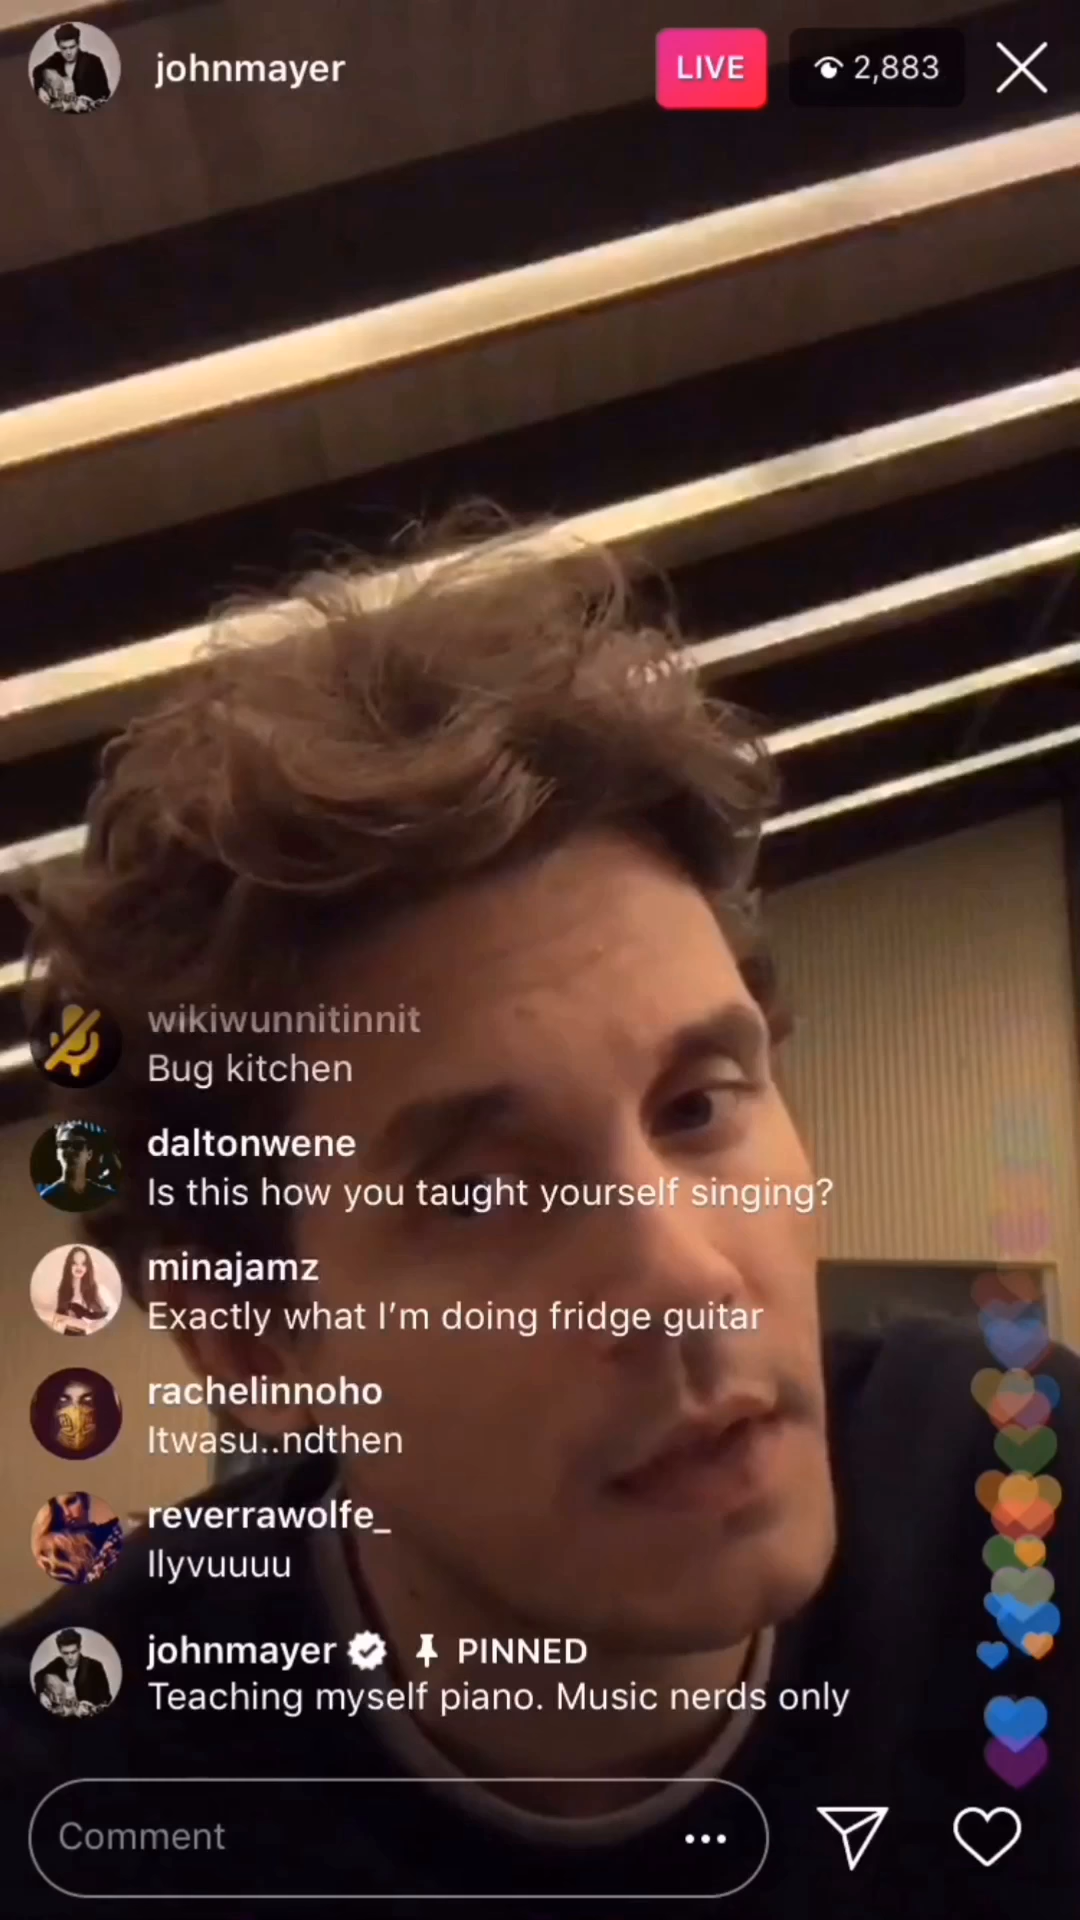 johnmayer
LIVE
2,883
wikiwunnitinnit
Bug kitchen
daltonwene
Is this how you taught yourself singing?
minajamz
Exactly what I’m doing fridge guitar
rachelinnoho
Itwasu..ndthen
reverrawolfe_
Ilyvuuuu
johnmayer PINNED
Teaching myself piano. Music nerds only
Comment